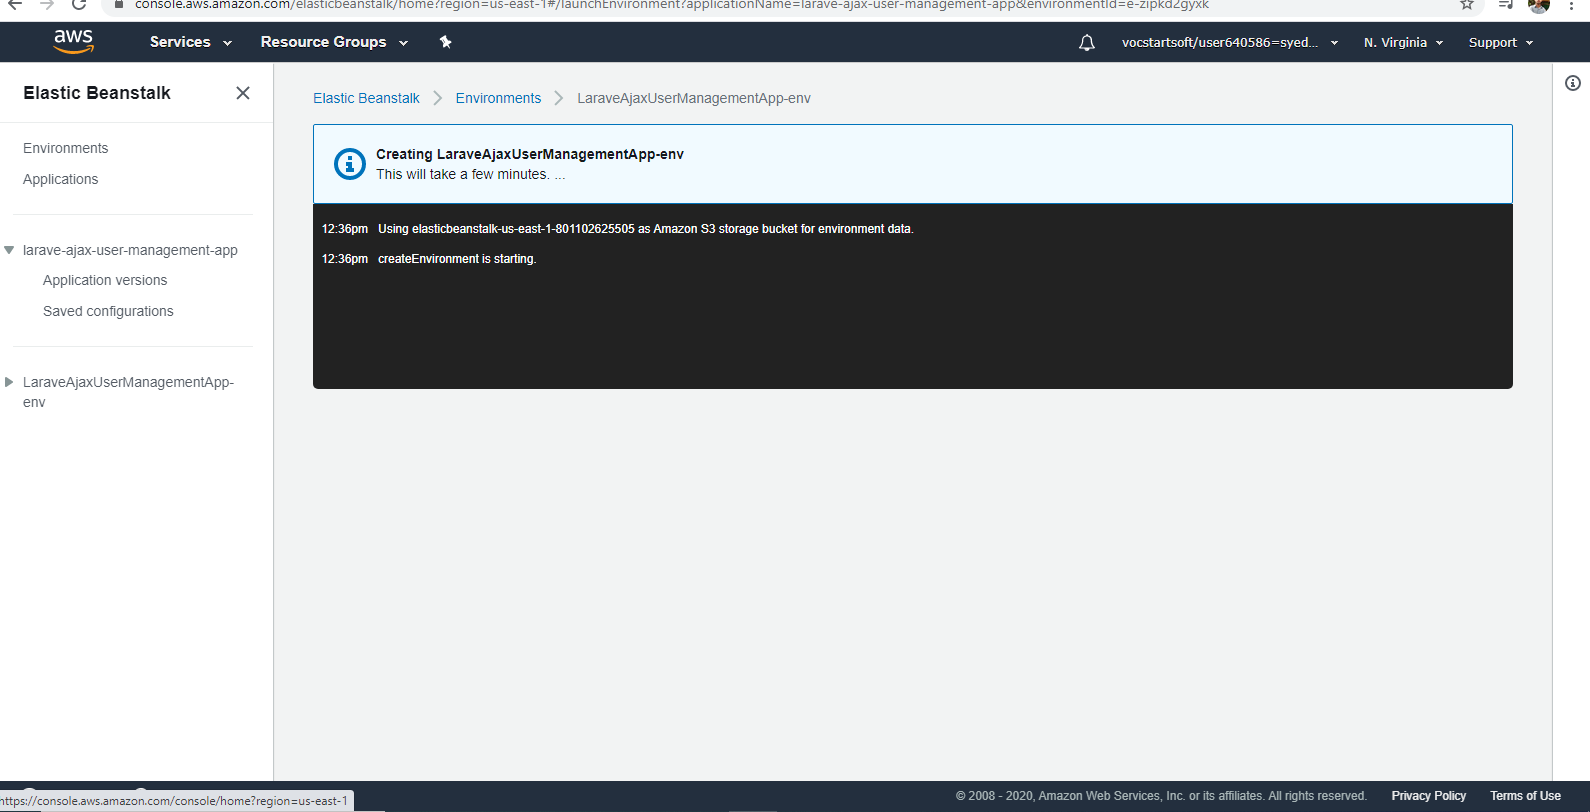 console.aws.amazon.com/elasticbeanstalk/home?region=us-east-1#/launchEnvironment?applicationName=larave-ajax-user-management-app&environmentId=e-zipkd2gyxk
aws
Services
Resource Groups
vocstartsoft/user640586=syed...
N. Virginia
Support
Elastic Beanstalk
Environments
Applications
larave-ajax-user-management-app
Application versions
Saved configurations
LaraveAjaxUserManagementApp-
env
Elastic Beanstalk
Environments
LaraveAjaxUserManagementApp-env
Creating LaraveAjaxUserManagementApp-env
This will take a few minutes. ...
12:36pm Using elasticbeanstalk-us-east-1-801102625505 as Amazon S3 storage bucket for environment data.
12:36pm createEnvironment is starting.
https://console.aws.amazon.com/console/home?region=us-east-1
© 2008 - 2020, Amazon Web Services, Inc. or its affiliates. All rights reserved.
Privacy Policy
Terms of Use